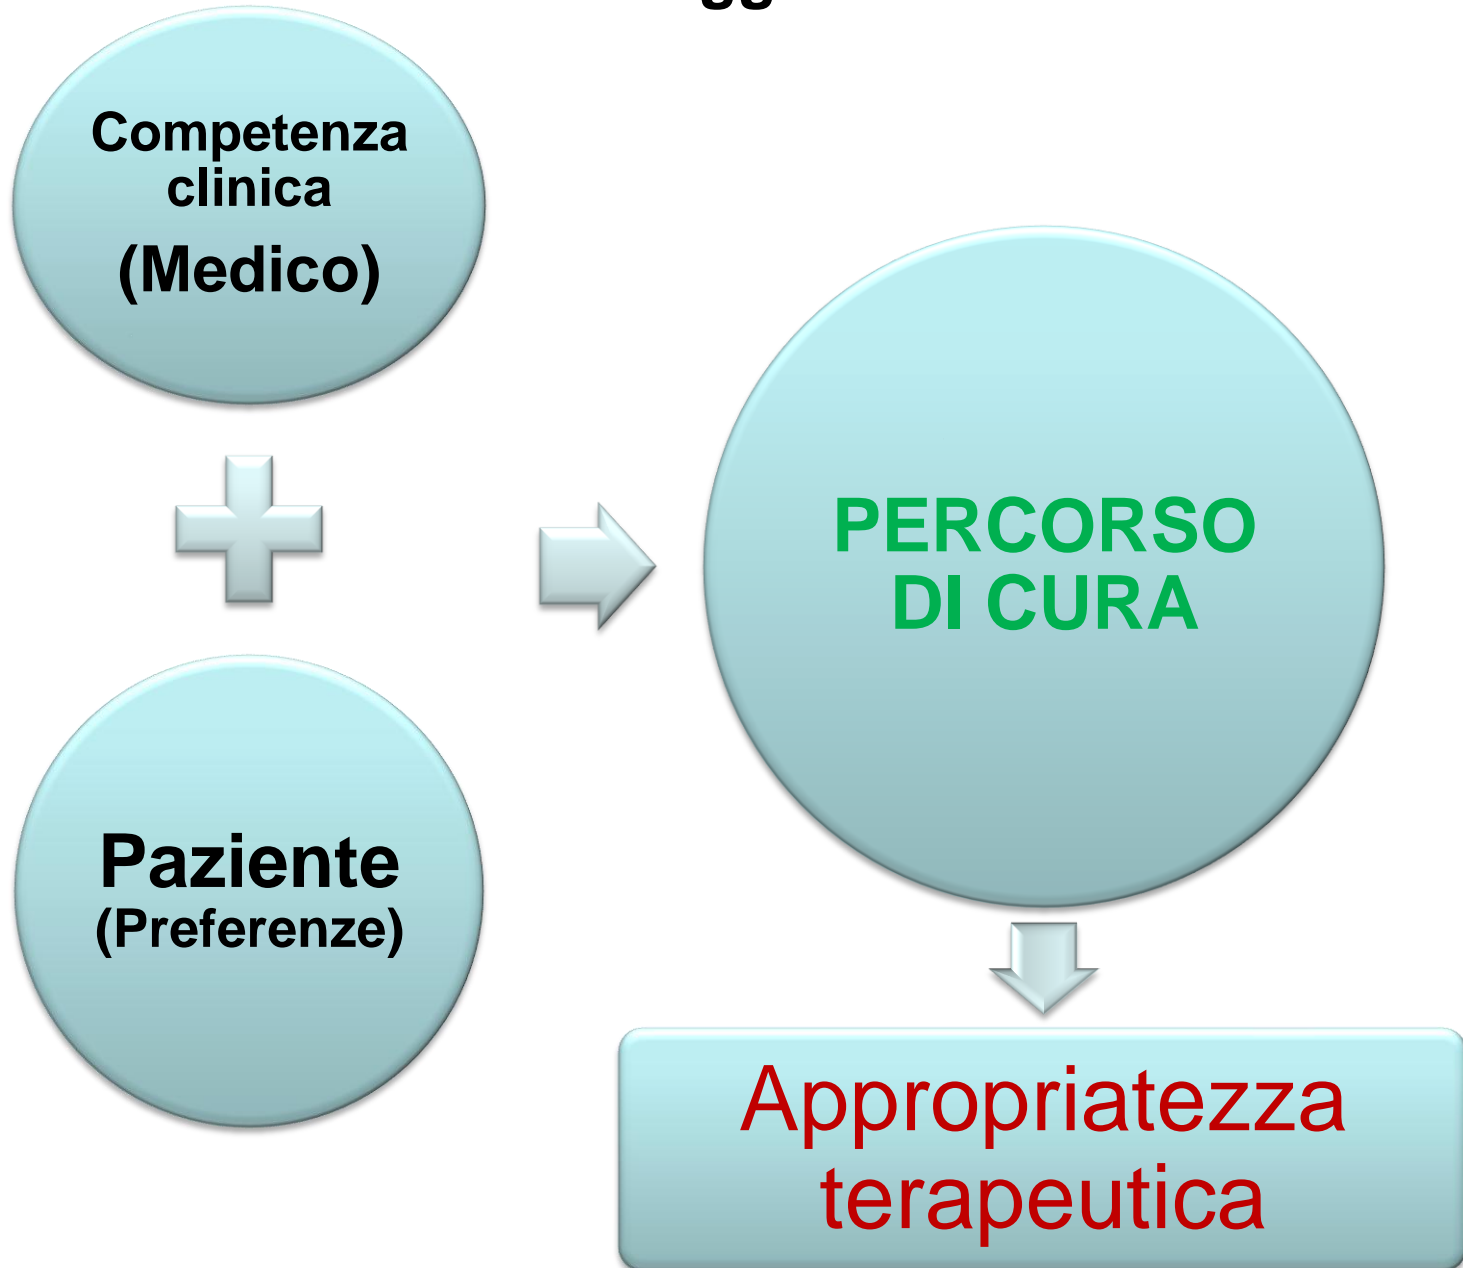 Competenza
clinica
(Medico)
Paziente
(Preferenze)
PERCORSO
DI CURA
Appropriatezza
terapeutica